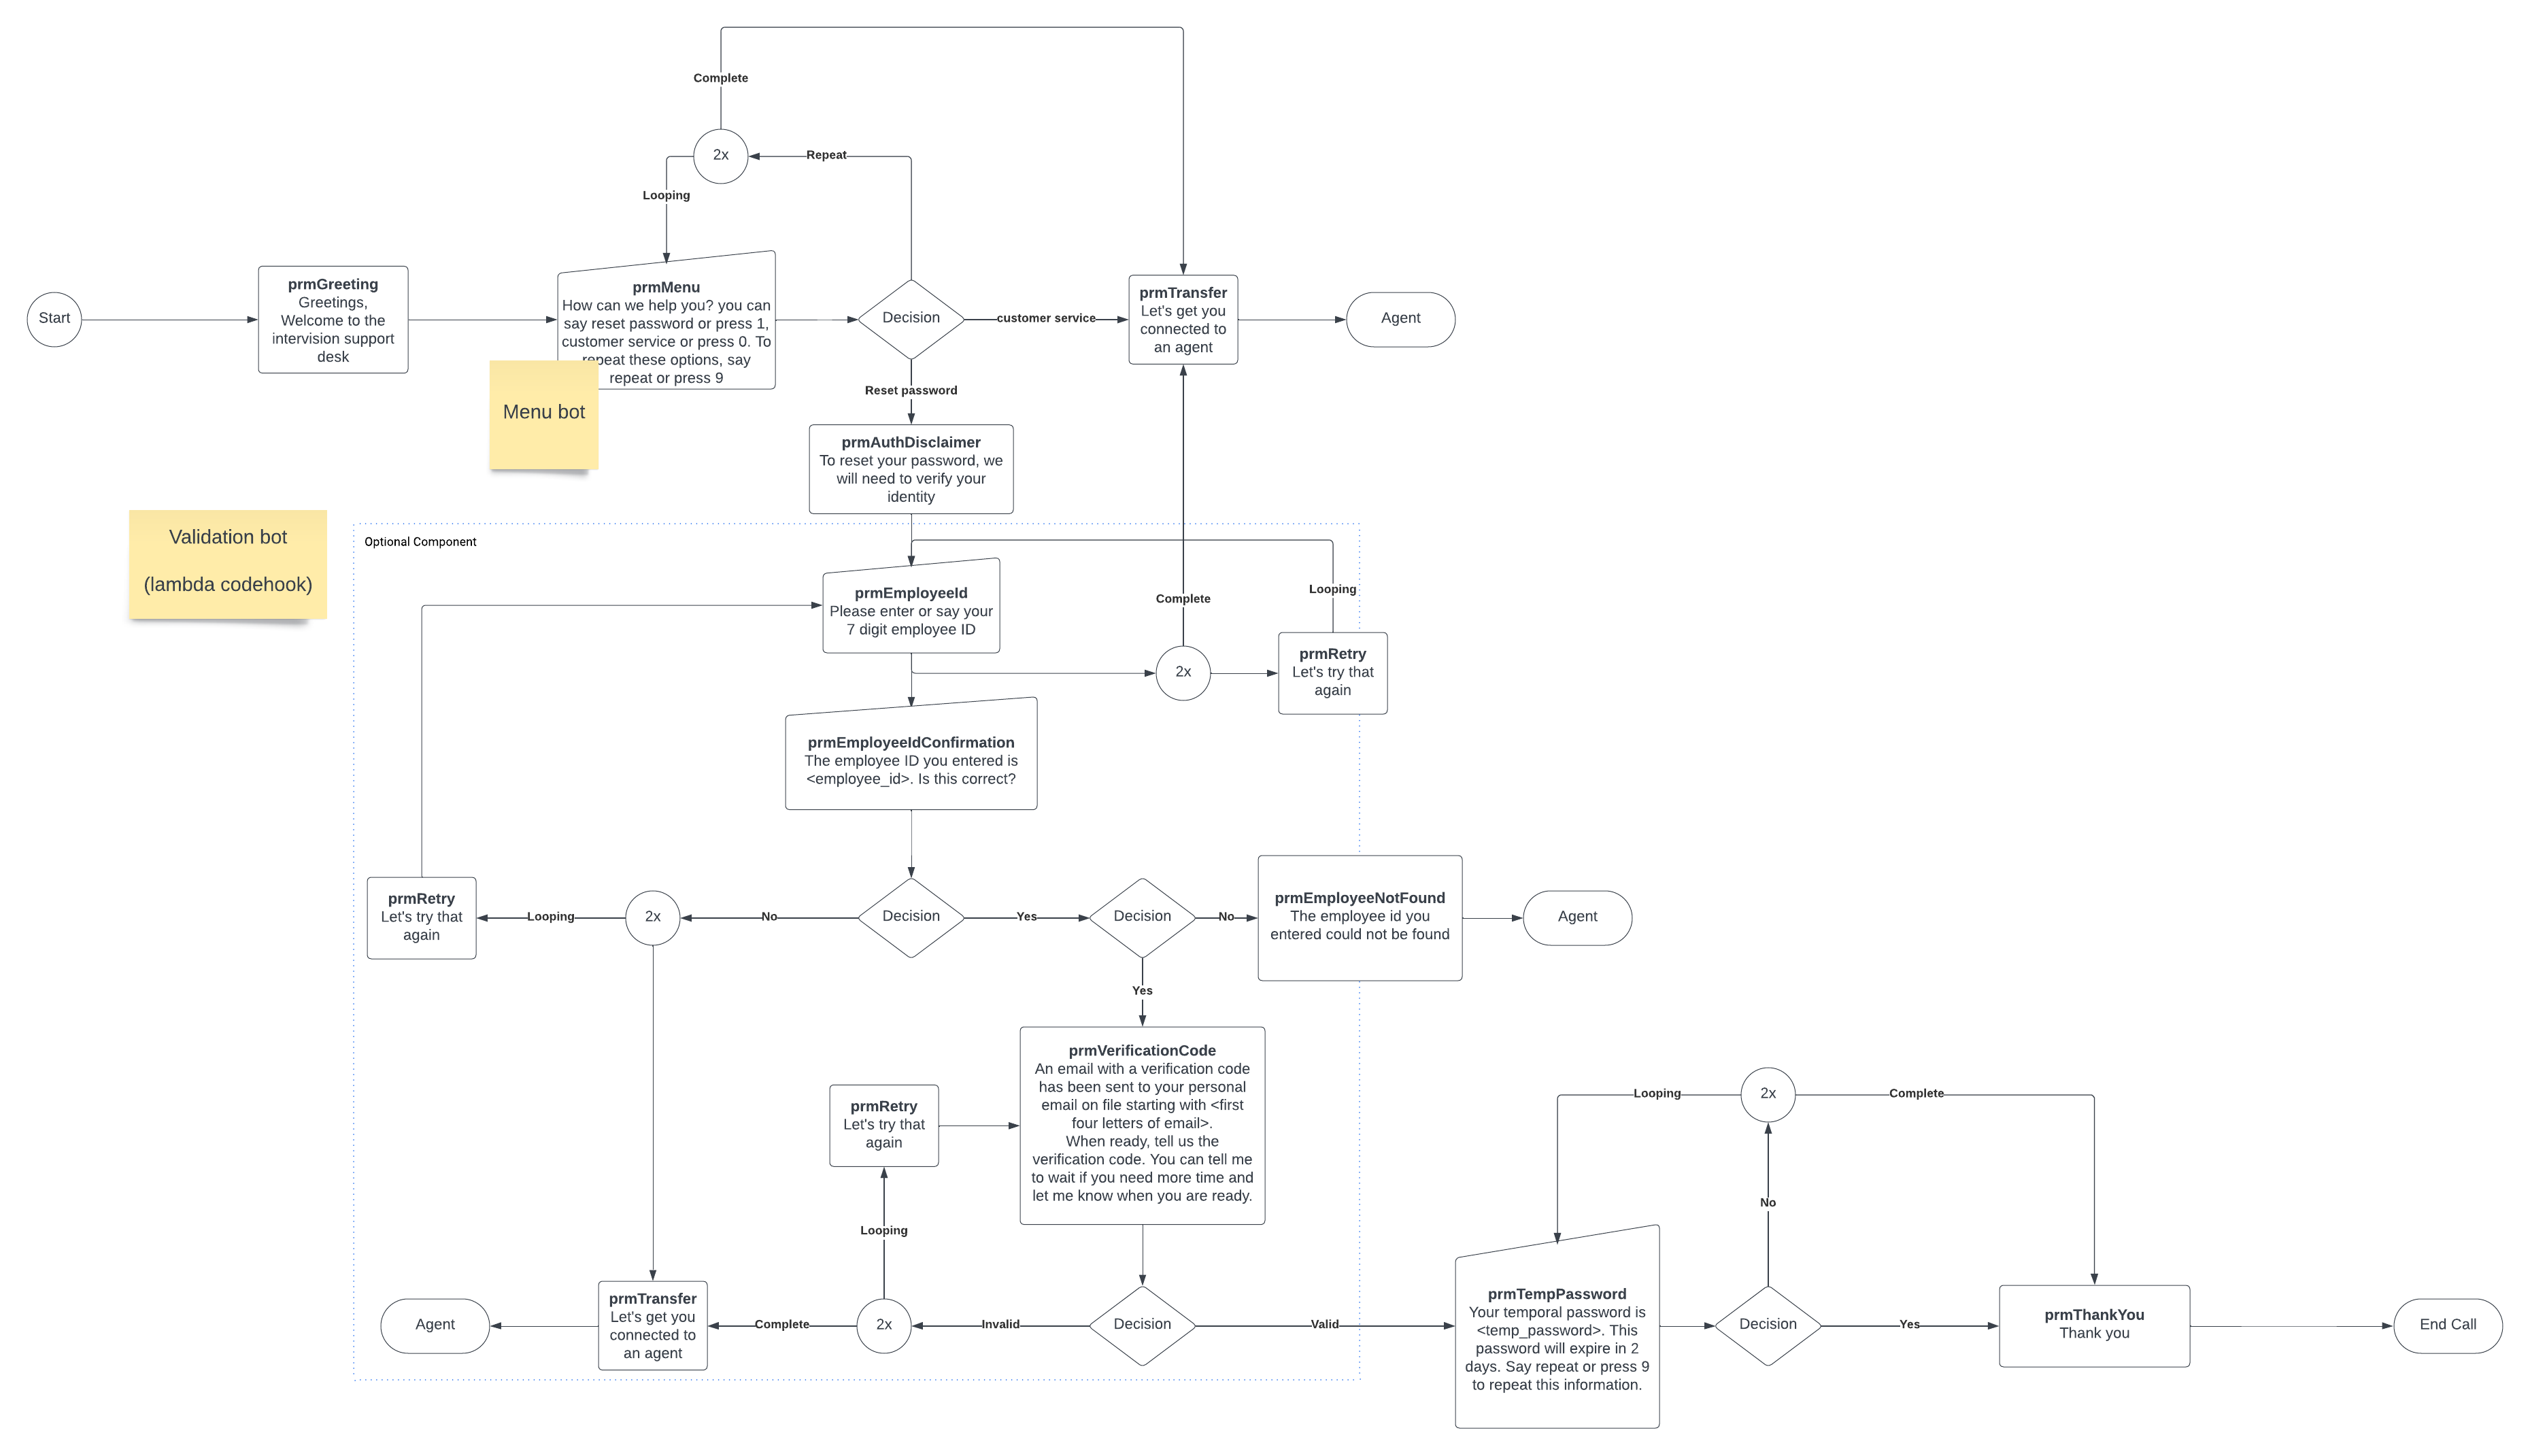 Complete
2x
Repeat
Looping
Start
prmGreeting
Greetings,
Welcome to the
intervision support
desk
prmMenu
How can we help you? you can
say reset password or press 1,
customer service or press 0. To
repeat these options, say
repeat or press 9
Decision
customer service
prmTransfer
Let's get you
connected to
an agent
Agent
Menu bot
Reset password
prmAuthDisclaimer
To reset your password, we
will need to verify your
identity
Validation bot
(lambda codehook)
Optional Component
prmEmployeeId
Please enter or say your
7 digit employee ID
Complete
Looping
2x
prmRetry
Let's try that
again
prmEmployeeIdConfirmation
The employee ID you entered is
<employee_id>. Is this correct?
prmRetry
Let's try that
again
Looping
2x
No
Decision
Yes
Decision
No
prmEmployeeNotFound
The employee id you
entered could not be found
Agent
Yes
prmVerificationCode
An email with a verification code
has been sent to your personal
email on file starting with <first
four letters of email>.
When ready, tell us the
verification code. You can tell me
to wait if you need more time and
let me know when you are ready.
prmRetry
Let's try that
again
Looping
Looping
2x
Complete
No
Agent
prmTransfer
Let's get you
connected to
an agent
Complete
2x
Invalid
Decision
Valid
prmTempPassword
Your temporal password is
<temp_password>. This
password will expire in 2
days. Say repeat or press 9
to repeat this information.
Decision
Yes
prmThankYou
Thank you
End Call